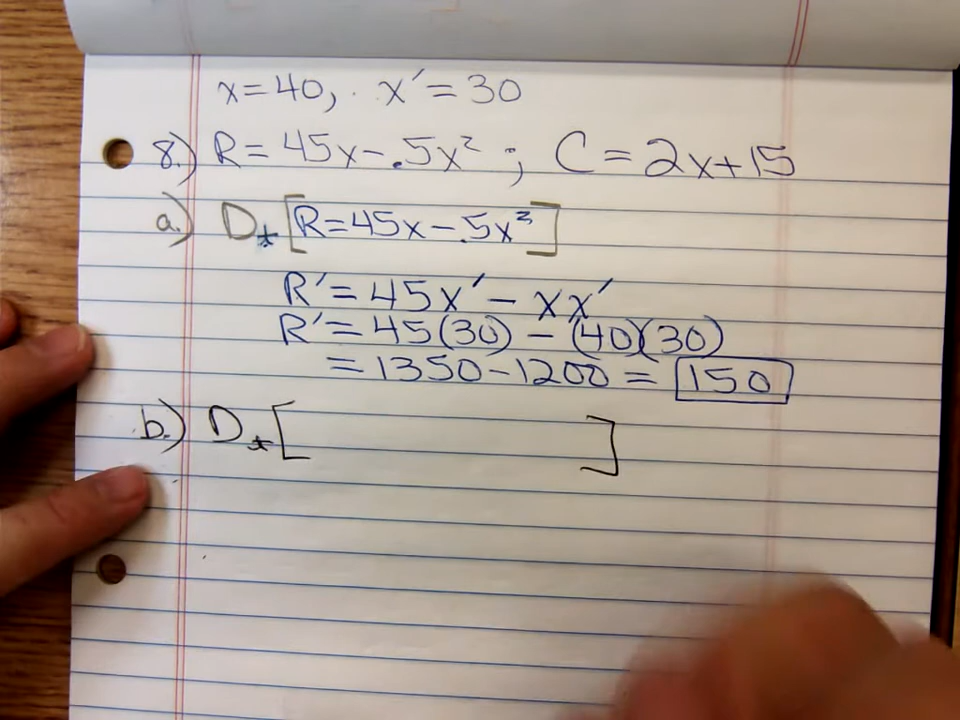 x=40, x′=30
8.) R= 45x-.5x² ; C=2x+15
a.) Dₜ [R=45x-.5x²]
R′= 45x′- xx′
R′= 45(30) - (40)(30)
= 1350-1200 = 150
b.) Dₜ [ ]